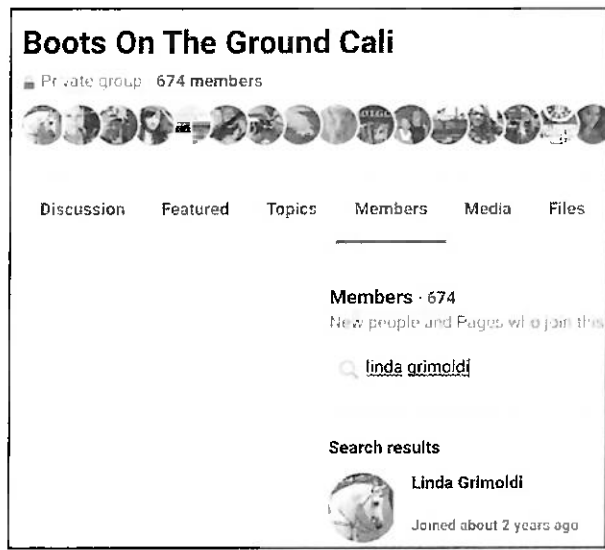 Boots On The Ground Cali
Private group 674 members
Discussion Featured Topics Members Media Files
Members · 674
New people and Pages who join this
linda grimoldi
Search results
Linda Grimoldi
Joined about 2 years ago